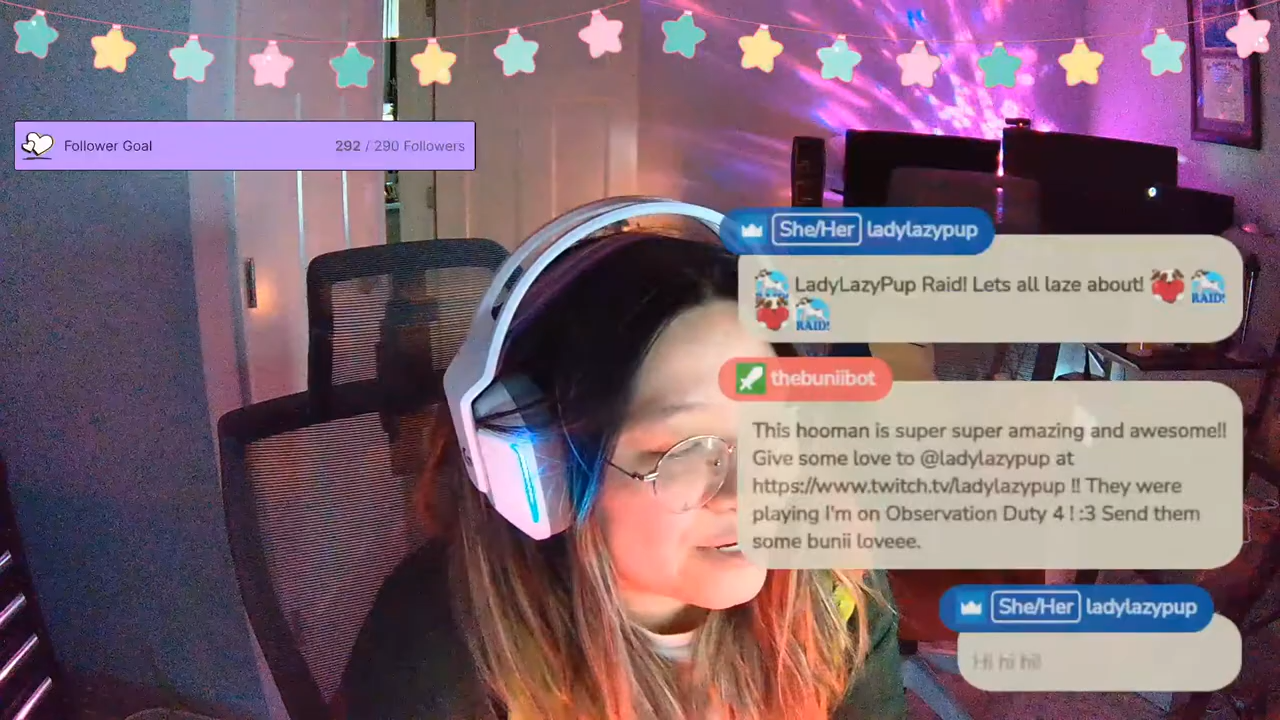 Follower Goal 292 / 290 Followers
She/Her ladylazypup
LadyLazyPup Raid! Lets all laze about!
RAID!
RAID!
thebuniibot
This hooman is super super amazing and awesome!!
Give some love to @ladylazypup at
https://www.twitch.tv/ladylazypup !! They were
playing I'm on Observation Duty 4 ! :3 Send them
some bunii loveee.
She/Her ladylazypup
Hi hi hi!